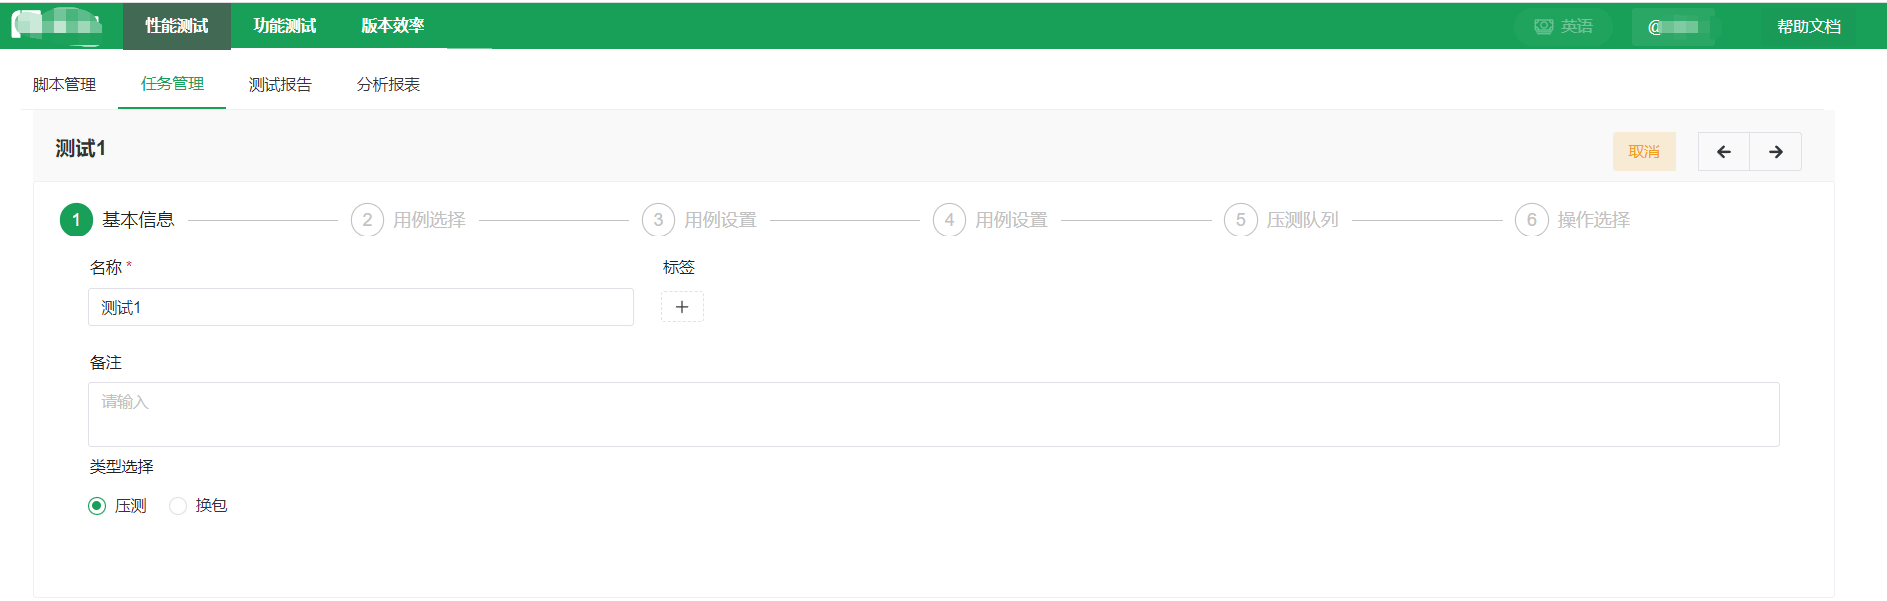 性能测试 功能测试 版本效率 英语 @ 帮助文档
脚本管理 任务管理 测试报告 分析报表
测试1 取消
1 基本信息 2 用例选择 3 用例设置 4 用例设置 5 压测队列 6 操作选择
名称* 标签
测试1 +
备注
请输入
类型选择
压测 换包